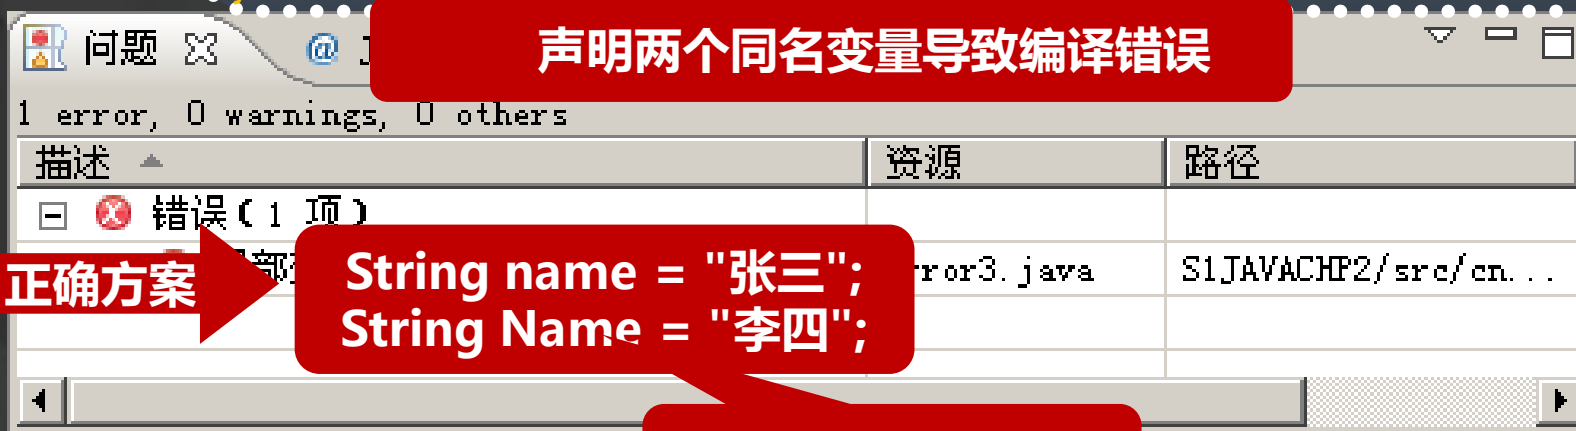 问题
@
声明两个同名变量导致编译错误
1 error, 0 warnings, 0 others
描述 资源 路径
错误(1 项)
正确方案
String name = "张三";
String Name = "李四";
rror3.java S1JAVACHP2/src/cn...